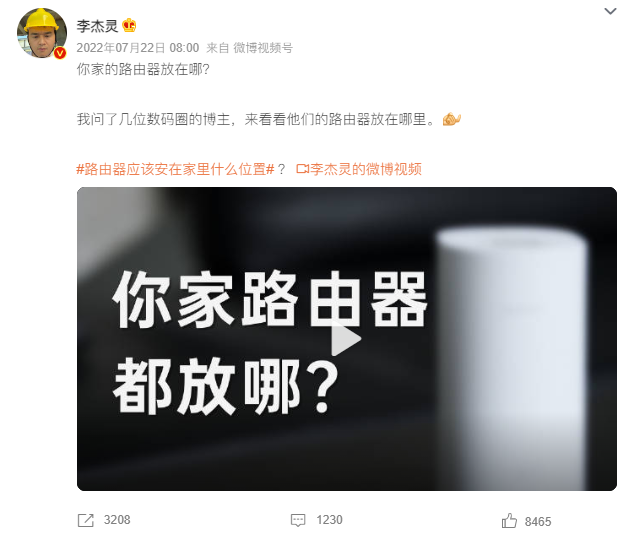 李杰灵
2022年07月22日 08:00 来自 微博视频号
你家的路由器放在哪?
我问了几位数码圈的博主，来看看他们的路由器放在哪里。
#路由器应该安在家里什么位置#？ 李杰灵的微博视频
你家路由器
都放哪?
3208 1230 8465